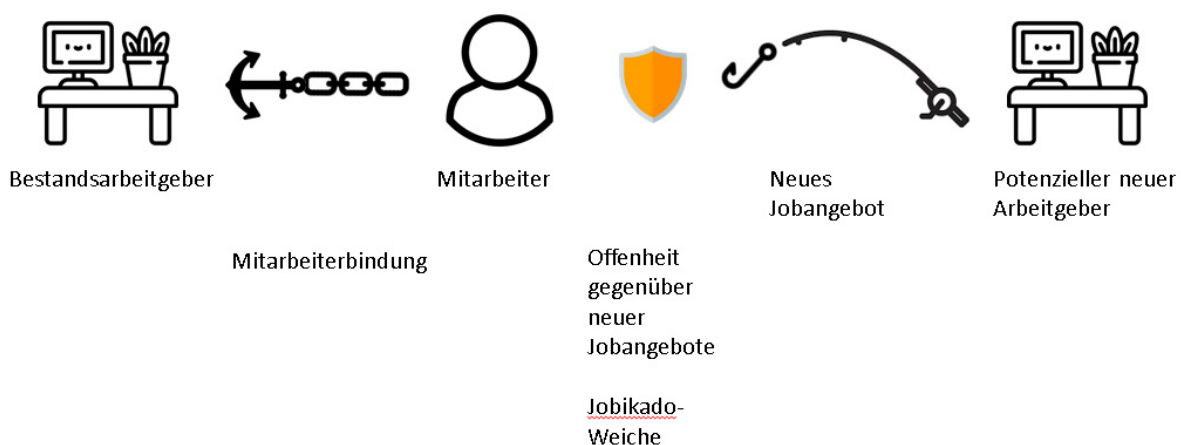 Bestandsarbeitgeber
Mitarbeiter
Neues
Jobangebot
Potenzieller neuer
Arbeitgeber
Mitarbeiterbindung
Offenheit
gegenüber
neuer
Jobangebote
Jobikado-
Weiche